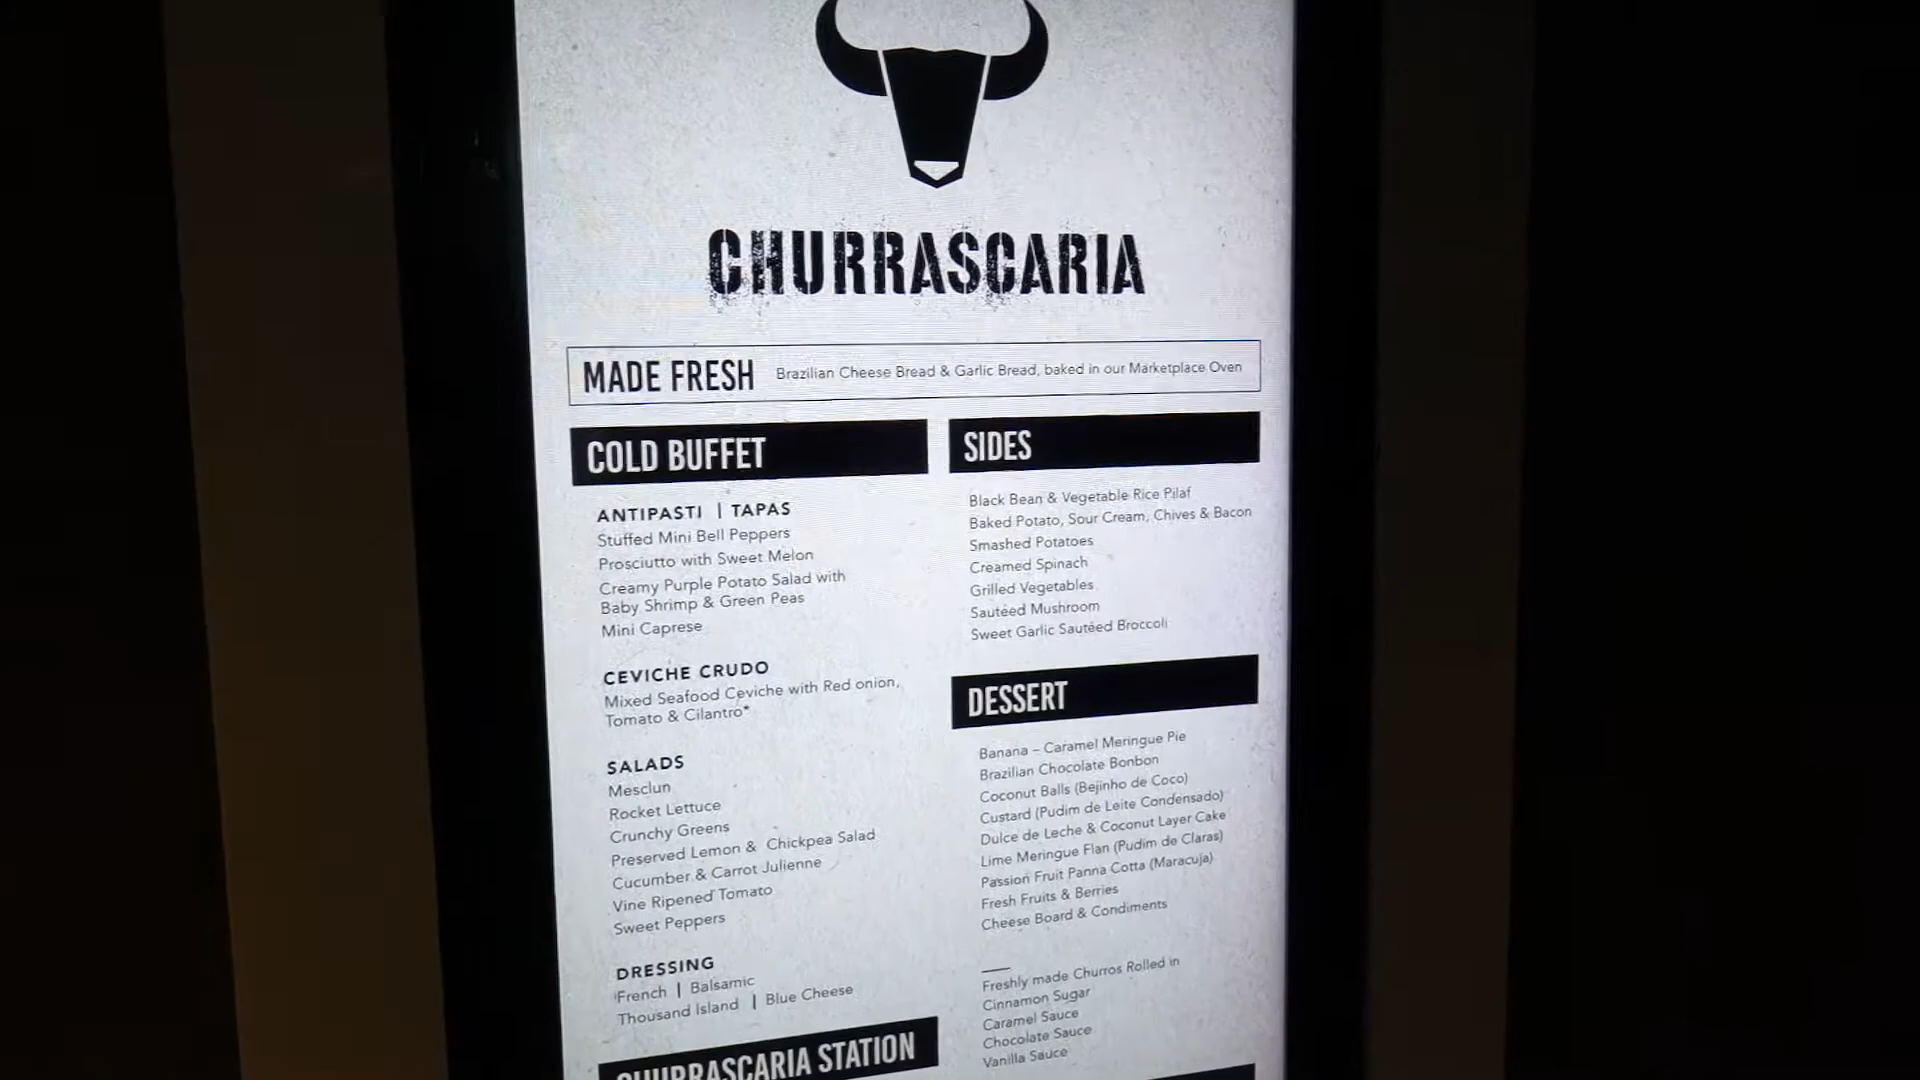 CHURRASCARIA
MADE FRESH Brazilian Cheese Bread & Garlic Bread, baked in our Marketplace Oven
COLD BUFFET
ANTIPASTI | TAPAS
Stuffed Mini Bell Peppers
Prosciutto with Sweet Melon
Creamy Purple Potato Salad with
Baby Shrimp & Green Peas
Mini Caprese
CEVICHE CRUDO
Mixed Seafood Ceviche with Red onion,
Tomato & Cilantro*
SALADS
Mesclun
Rocket Lettuce
Crunchy Greens
Preserved Lemon & Chickpea Salad
Cucumber & Carrot Julienne
Vine Ripened Tomato
Sweet Peppers
DRESSING
French | Balsamic
Thousand Island | Blue Cheese
CHURRASCARIA STATION
SIDES
Black Bean & Vegetable Rice Pilaf
Baked Potato, Sour Cream, Chives & Bacon
Smashed Potatoes
Creamed Spinach
Grilled Vegetables
Sautéed Mushroom
Sweet Garlic Sautéed Broccoli
DESSERT
Banana – Caramel Meringue Pie
Brazilian Chocolate Bonbon
Coconut Balls (Bejinho de Coco)
Custard (Pudim de Leite Condensado)
Dulce de Leche & Coconut Layer Cake
Lime Meringue Flan (Pudim de Claras)
Passion Fruit Panna Cotta (Maracuja)
Fresh Fruits & Berries
Cheese Board & Condiments
Freshly made Churros Rolled in
Cinnamon Sugar
Caramel Sauce
Chocolate Sauce
Vanilla Sauce